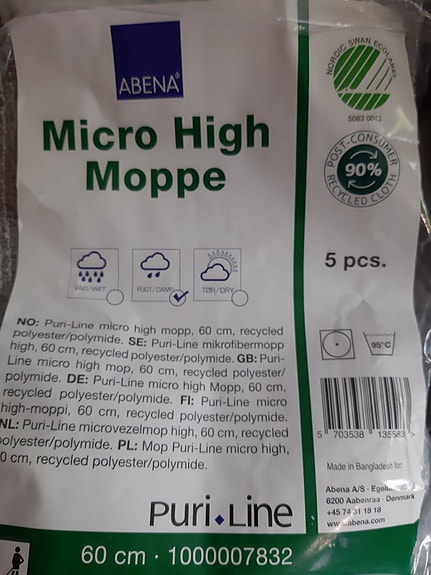 ABENA®
NORDIC SWAN ECOLABEL
5083 0012
Micro High
Moppe
POST-CONSUMER
90%
RECYCLED CLOTH
5 pcs.
VÅD/WET
FUGT/DAMP
TØR/DRY
NO: Puri-Line micro high mopp, 60 cm, recycled
polyester/polymide. SE: Puri-Line mikrofibermopp
high, 60 cm, recycled polyester/polymide. GB: Puri-
Line micro high mop, 60 cm, recycled polyester/
polymide. DE: Puri-Line micro high Mopp, 60 cm,
recycled polyester/polymide. FI: Puri-Line micro
high-moppi, 60 cm, recycled polyester/polymide.
NL: Puri-Line microvezelmop high, 60 cm, recycled
polyester/polymide. PL: Mop Puri-Line micro high,
0 cm, recycled polyester/polymide.
95°C
5 703538 135583 >
Made in Bangladesh for:
Abena A/S · Egelund
6200 Aabenraa · Denmark
+45 74 31 18 18
www.abena.com
Puri·Line
60 cm · 1000007832